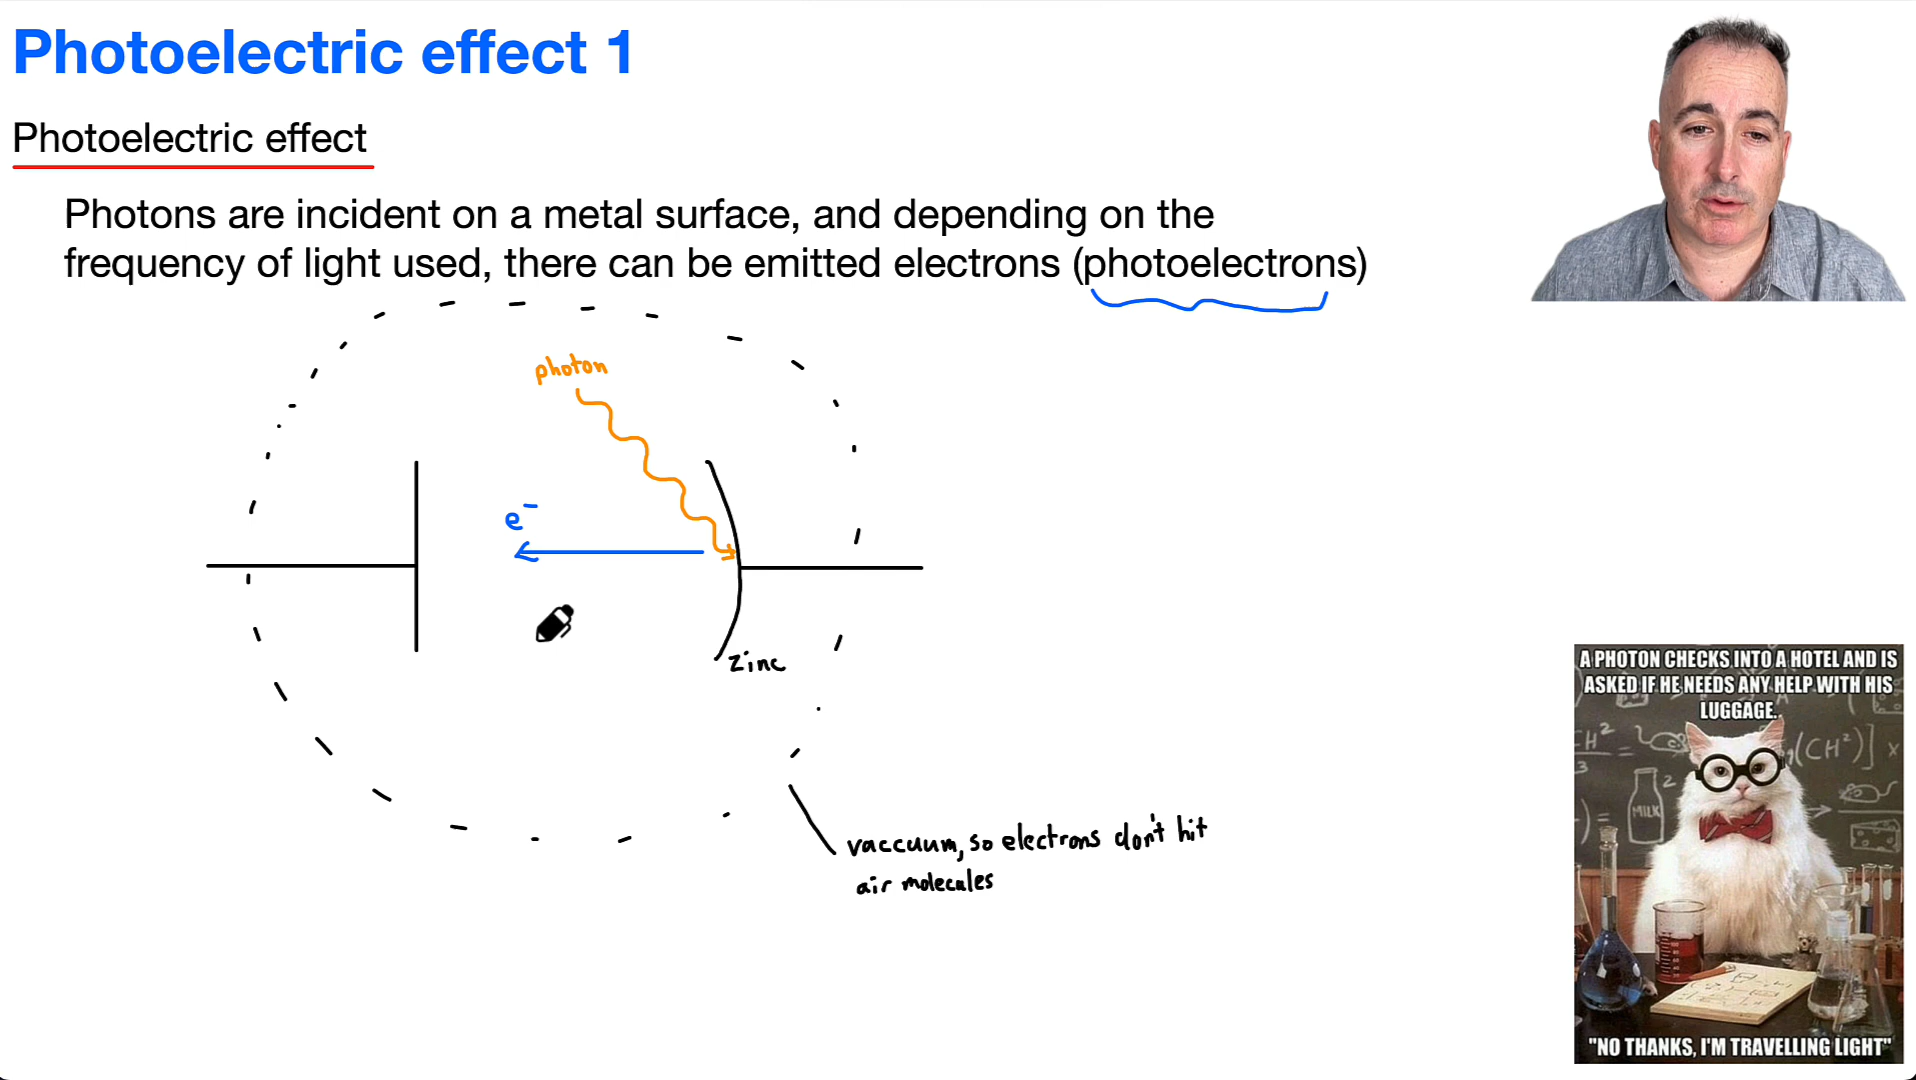 Photoelectric effect 1
Photoelectric effect
Photons are incident on a metal surface, and depending on the
frequency of light used, there can be emitted electrons (photoelectrons)
photon
e⁻
zinc
vaccuum, so electrons don't hit
air molecules
A PHOTON CHECKS INTO A HOTEL AND IS
ASKED IF HE NEEDS ANY HELP WITH HIS
LUGGAGE.
MILK
"NO THANKS, I'M TRAVELLING LIGHT"